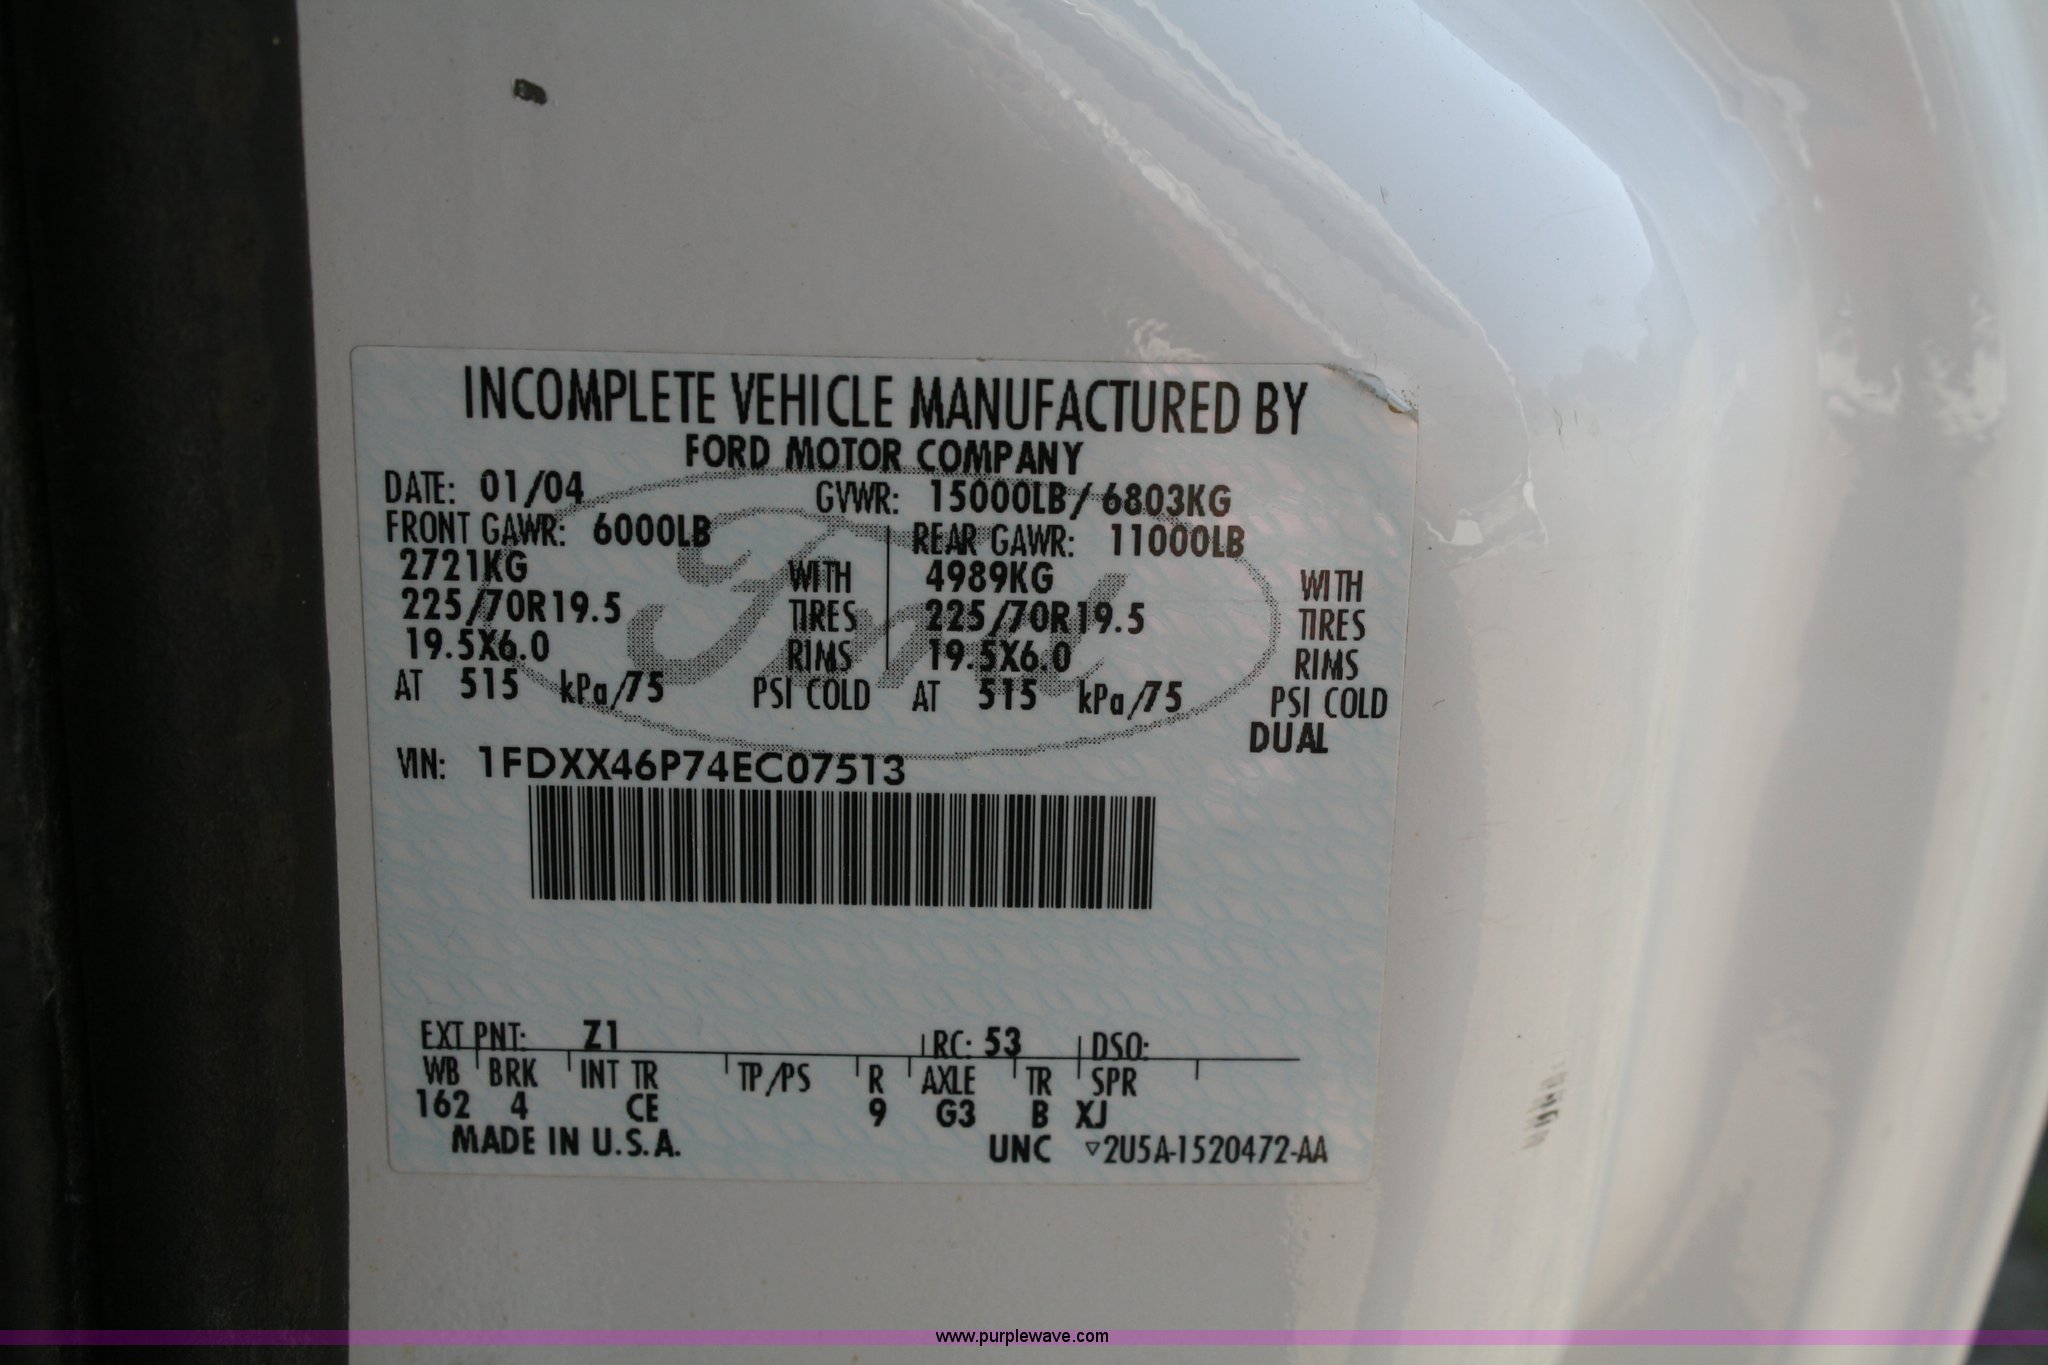 INCOMPLETE VEHICLE MANUFACTURED BY
FORD MOTOR COMPANY
DATE: 01/04 GVWR: 15000LB/ 6803KG
FRONT GAWR: 6000LB REAR GAWR: 11000LB
2721KG WITH 4989KG WITH
225/70R19.5 TIRES 225/70R19.5 TIRES
19.5X6.0 RIMS 19.5X6.0 RIMS
AT 515 kPa/75 PSI COLD AT 515 kPa/75 PSI COLD
DUAL
Ford
VIN: 1FDXX46P74EC07513
EXT PNT: Z1 RC: 53 DSO:
WB BRK INT TR TP/PS R AXLE TR SPR
162 4 CE 9 G3 B XJ
MADE IN U.S.A. UNC ▽2U5A-1520472-AA
www.purplewave.com